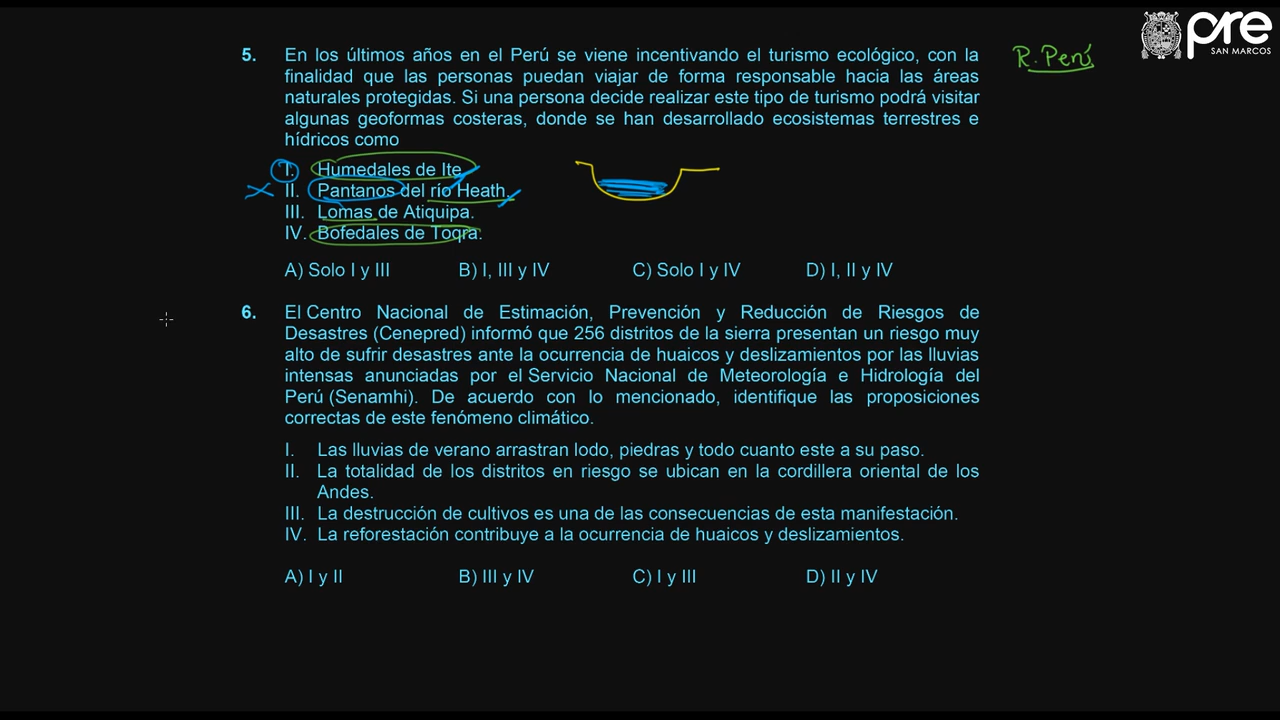 pre
SAN MARCOS
R. Perú
5. En los últimos años en el Perú se viene incentivando el turismo ecológico, con la
finalidad que las personas puedan viajar de forma responsable hacia las áreas
naturales protegidas. Si una persona decide realizar este tipo de turismo podrá visitar
algunas geoformas costeras, donde se han desarrollado ecosistemas terrestres e
hídricos como
I. Humedales de Ite.
II. Pantanos del río Heath.
III. Lomas de Atiquipa.
IV. Bofedales de Toqra.
A) Solo I y III B) I, III y IV C) Solo I y IV D) I, II y IV
6. El Centro Nacional de Estimación, Prevención y Reducción de Riesgos de
Desastres (Cenepred) informó que 256 distritos de la sierra presentan un riesgo muy
alto de sufrir desastres ante la ocurrencia de huaicos y deslizamientos por las lluvias
intensas anunciadas por el Servicio Nacional de Meteorología e Hidrología del
Perú (Senamhi). De acuerdo con lo mencionado, identifique las proposiciones
correctas de este fenómeno climático.
I. Las lluvias de verano arrastran lodo, piedras y todo cuanto este a su paso.
II. La totalidad de los distritos en riesgo se ubican en la cordillera oriental de los
Andes.
III. La destrucción de cultivos es una de las consecuencias de esta manifestación.
IV. La reforestación contribuye a la ocurrencia de huaicos y deslizamientos.
A) I y II B) III y IV C) I y III D) II y IV